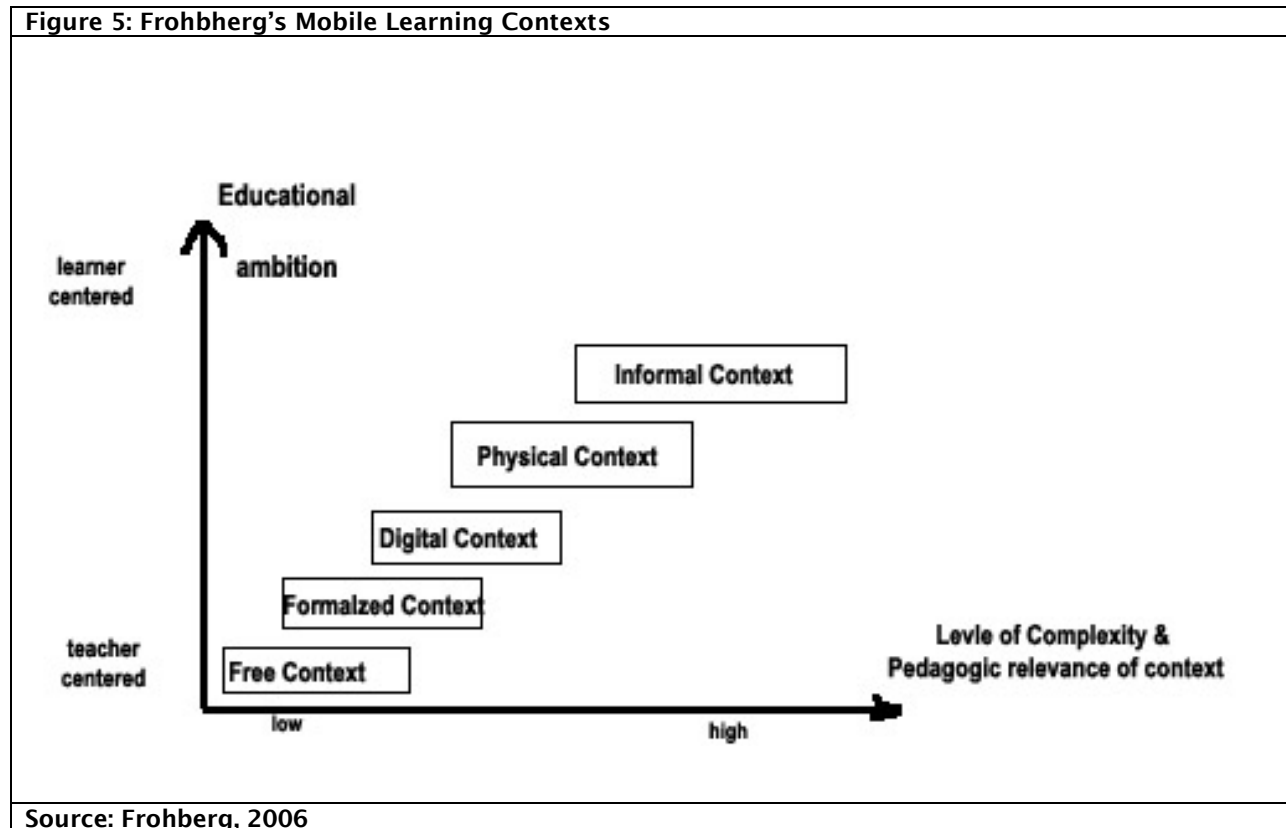 Figure 5: Frohbherg's Mobile Learning Contexts
Educational
ambition
learner
centered
Informal Context
Physical Context
Digital Context
Formalzed Context
Free Context
teacher
centered
Levle of Complexity &
Pedagogic relevance of context
low
high
Source: Frohberg, 2006